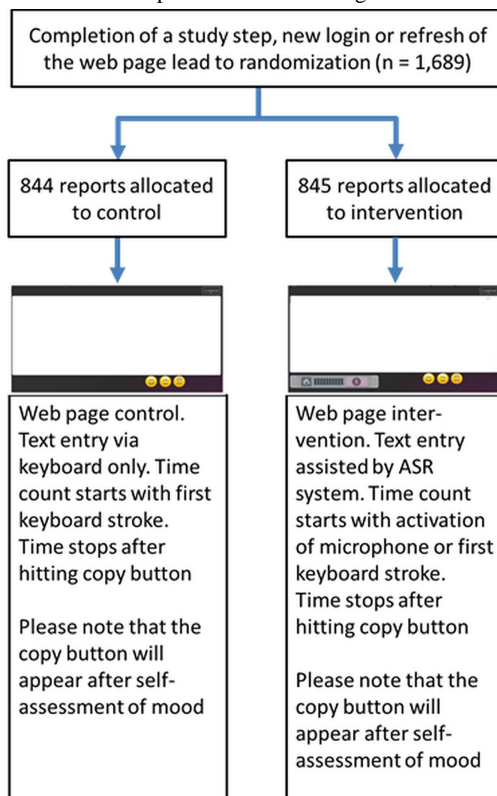 Completion of a study step, new login or refresh of
the web page lead to randomization (n = 1,689)
844 reports allocated
to control
845 reports allocated
to intervention
Web page control.
Text entry via
keyboard only. Time
count starts with first
keyboard stroke.
Time stops after
hitting copy button
Please note that the
copy button will
appear after self-
assessment of mood
Web page inter-
vention. Text entry
assisted by ASR
system. Time count
starts with activation
of microphone or first
keyboard stroke.
Time stops after
hitting copy button
Please note that the
copy button will
appear after self-
assessment of mood